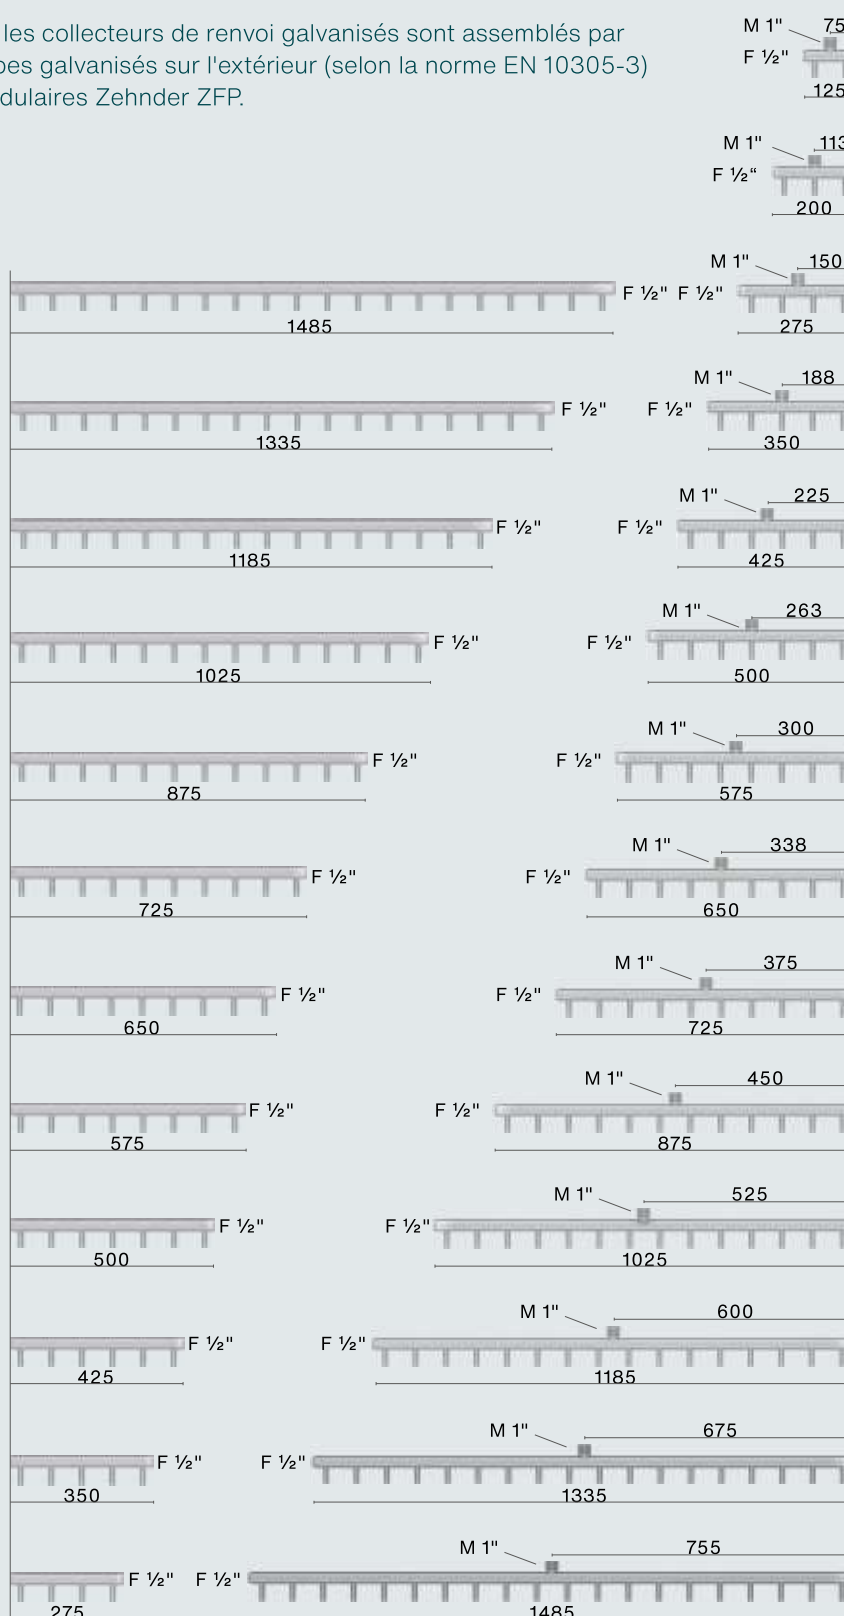 les collecteurs de renvoi galvanisés sont assemblés par
bes galvanisés sur l'extérieur (selon la norme EN 10305-3)
dulaires Zehnder ZFP.
M 1" 75
F ½"
125
M 1" 113
F ½“
200
M 1" 150
F ½" F ½"
1485 275
M 1" 188
F ½" F ½"
1335 350
M 1" 225
F ½" F ½"
1185 425
M 1" 263
F ½" F ½"
1025 500
M 1" 300
F ½" F ½"
875 575
M 1" 338
F ½" F ½"
725 650
M 1" 375
F ½" F ½"
650 725
M 1" 450
F ½" F ½"
575 875
M 1" 525
F ½" F ½"
500 1025
M 1" 600
F ½" F ½"
425 1185
M 1" 675
F ½" F ½"
350 1335
M 1" 755
F ½" F ½"
275 1485